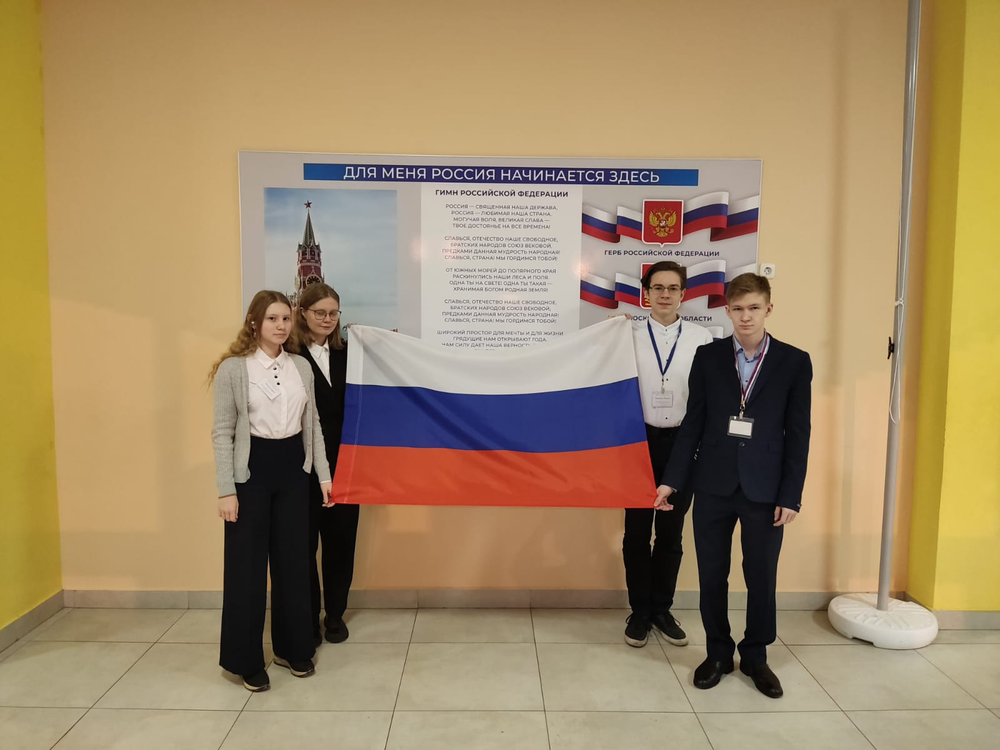 ДЛЯ МЕНЯ РОССИЯ НАЧИНАЕТСЯ ЗДЕСЬ
ГИМН РОССИЙСКОЙ ФЕДЕРАЦИИ
РОССИЯ — СВЯЩЕННАЯ НАША ДЕРЖАВА,
РОССИЯ — ЛЮБИМАЯ НАША СТРАНА.
МОГУЧАЯ ВОЛЯ, ВЕЛИКАЯ СЛАВА —
ТВОЕ ДОСТОЯНЬЕ НА ВСЕ ВРЕМЕНА!
СЛАВЬСЯ, ОТЕЧЕСТВО НАШЕ СВОБОДНОЕ,
БРАТСКИХ НАРОДОВ СОЮЗ ВЕКОВОЙ,
ПРЕДКАМИ ДАННАЯ МУДРОСТЬ НАРОДНАЯ!
СЛАВЬСЯ, СТРАНА! МЫ ГОРДИМСЯ ТОБОЙ!
ОТ ЮЖНЫХ МОРЕЙ ДО ПОЛЯРНОГО КРАЯ
РАСКИНУЛИСЬ НАШИ ЛЕСА И ПОЛЯ.
ОДНА ТЫ НА СВЕТЕ! ОДНА ТЫ ТАКАЯ —
ХРАНИМАЯ БОГОМ РОДНАЯ ЗЕМЛЯ!
СЛАВЬСЯ, ОТЕЧЕСТВО НАШЕ СВОБОДНОЕ,
БРАТСКИХ НАРОДОВ СОЮЗ ВЕКОВОЙ,
ПРЕДКАМИ ДАННАЯ МУДРОСТЬ НАРОДНАЯ!
СЛАВЬСЯ, СТРАНА! МЫ ГОРДИМСЯ ТОБОЙ!
ШИРОКИЙ ПРОСТОР ДЛЯ МЕЧТЫ И ДЛЯ ЖИЗНИ
ГРЯДУЩИЕ НАМ ОТКРЫВАЮТ ГОДА.
НАМ СИЛУ ДАЕТ НАША ВЕРНОСТЬ
ГЕРБ РОССИЙСКОЙ ФЕДЕРАЦИИ
ОБЛАСТИ